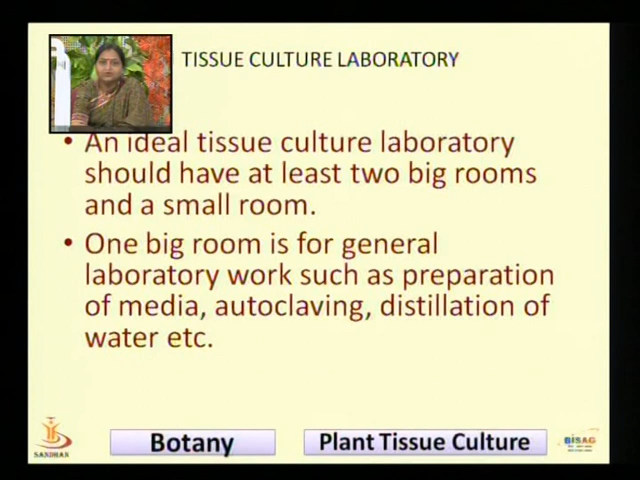 TISSUE CULTURE LABORATORY
• An ideal tissue culture laboratory
should have at least two big rooms
and a small room.
• One big room is for general
laboratory work such as preparation
of media, autoclaving, distillation of
water etc.
SANDHAN
Botany
Plant Tissue Culture
BISAG